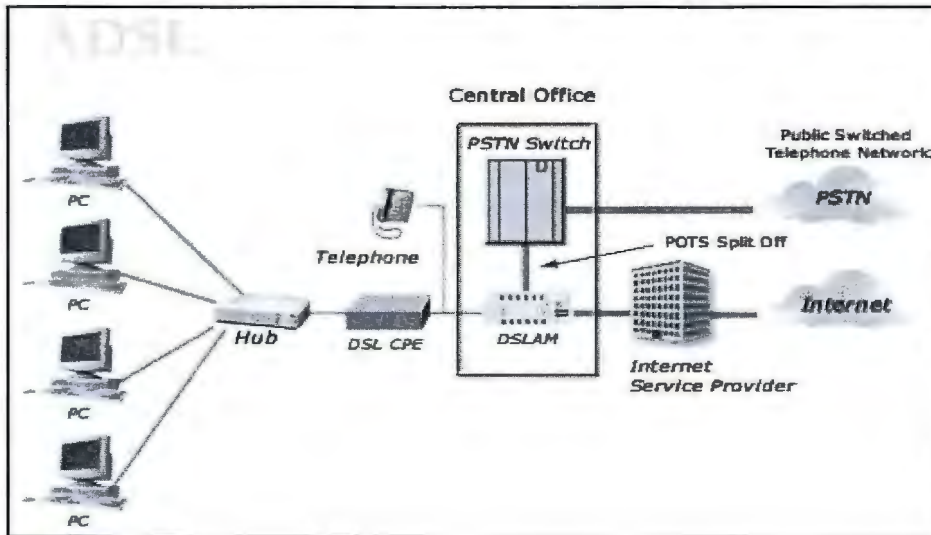 ADSL
Central Office
PSTN Switch
Public Switched
Telephone Network
PSTN
POTS Split Off
Telephone
PC
PC
PC
PC
Hub
DSL CPE
DSLAM
Internet
Service Provider
Internet